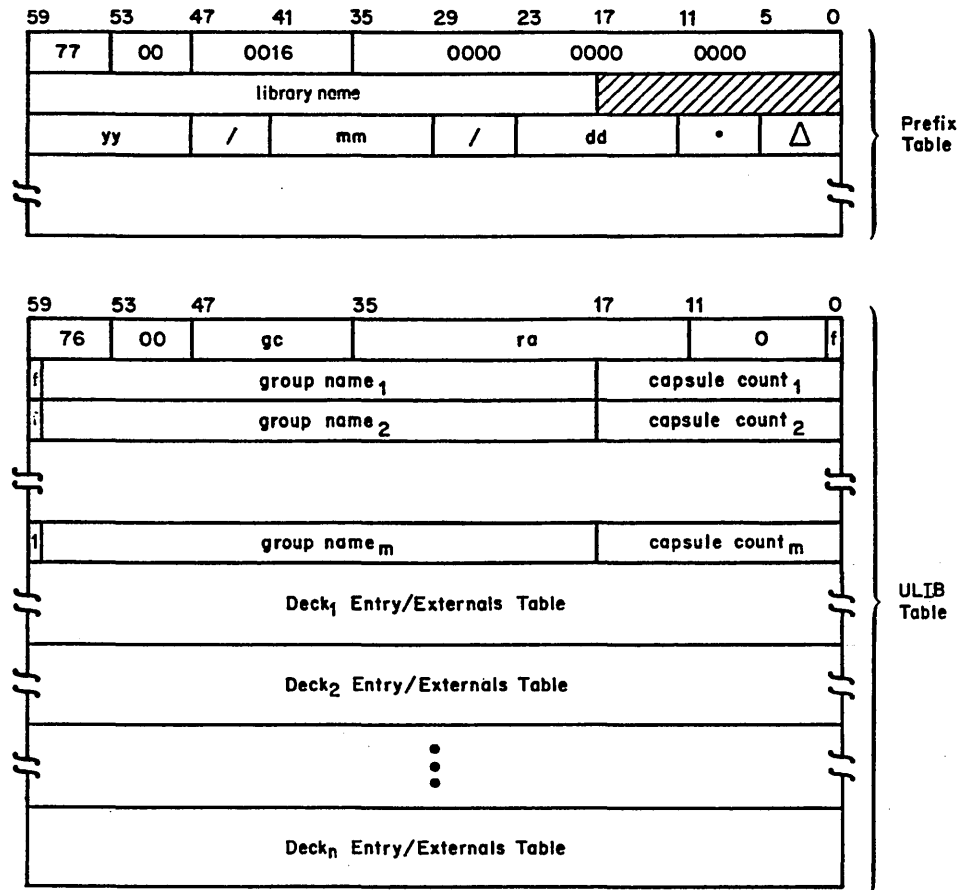 59 53 47 41 35 29 23 17 11 5 0
77 00 0016 0000 0000 0000
library name
yy / mm / dd • Δ
Prefix
Table
59 53 47 35 17 11 0
76 00 gc ra 0 f
f group name1 capsule count1
group name2 capsule count2
1 group namem capsule countm
Deck1 Entry/Externals Table
ULIB
Table
Deck2 Entry/Externals Table
Deckn Entry/Externals Table